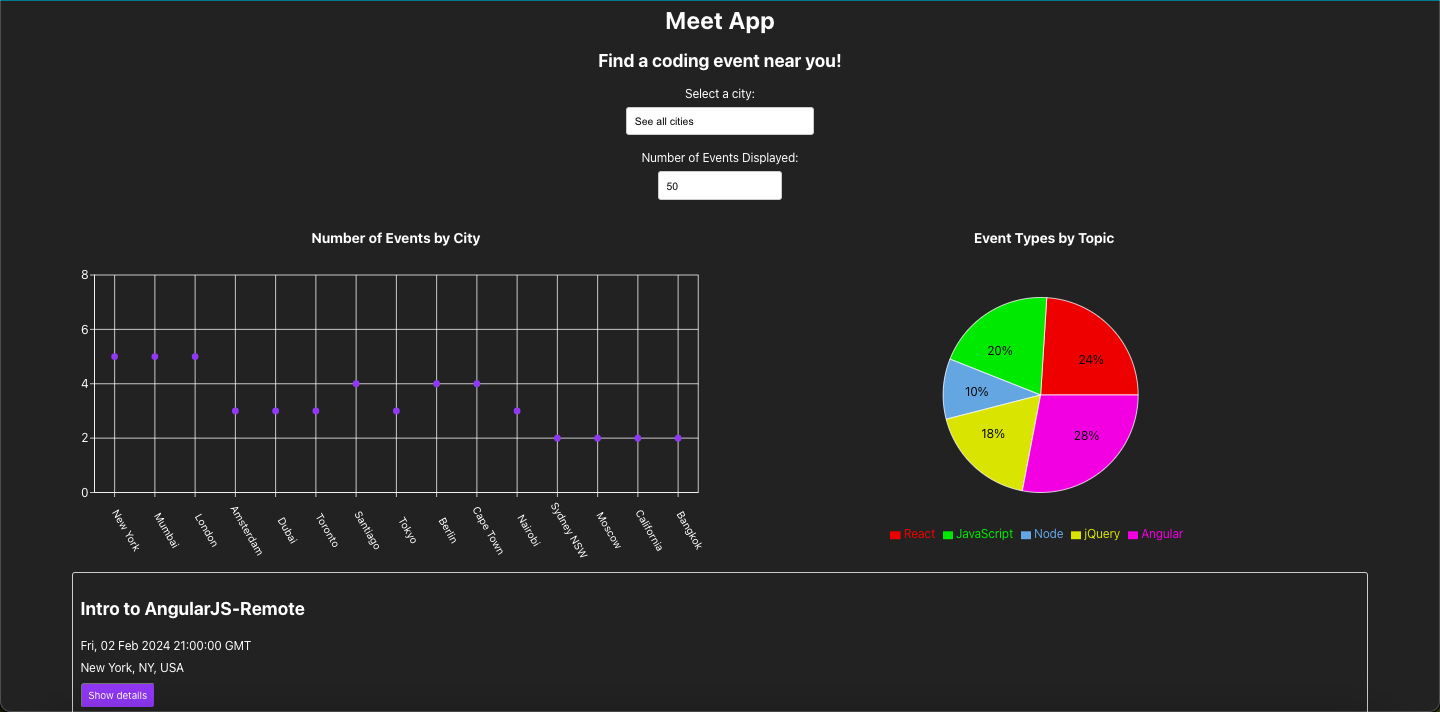 Meet App
Find a coding event near you!
Select a city:
See all cities
Number of Events Displayed:
50
Number of Events by City
8
6
4
2
0
New York
Mumbai
London
Amsterdam
Dubai
Toronto
Santiago
Tokyo
Berlin
Cape Town
Nairobi
Sydney NSW
Moscow
California
Bangkok
Event Types by Topic
20%
24%
10%
18%
28%
React JavaScript Node jQuery Angular
Intro to AngularJS-Remote
Fri, 02 Feb 2024 21:00:00 GMT
New York, NY, USA
Show details